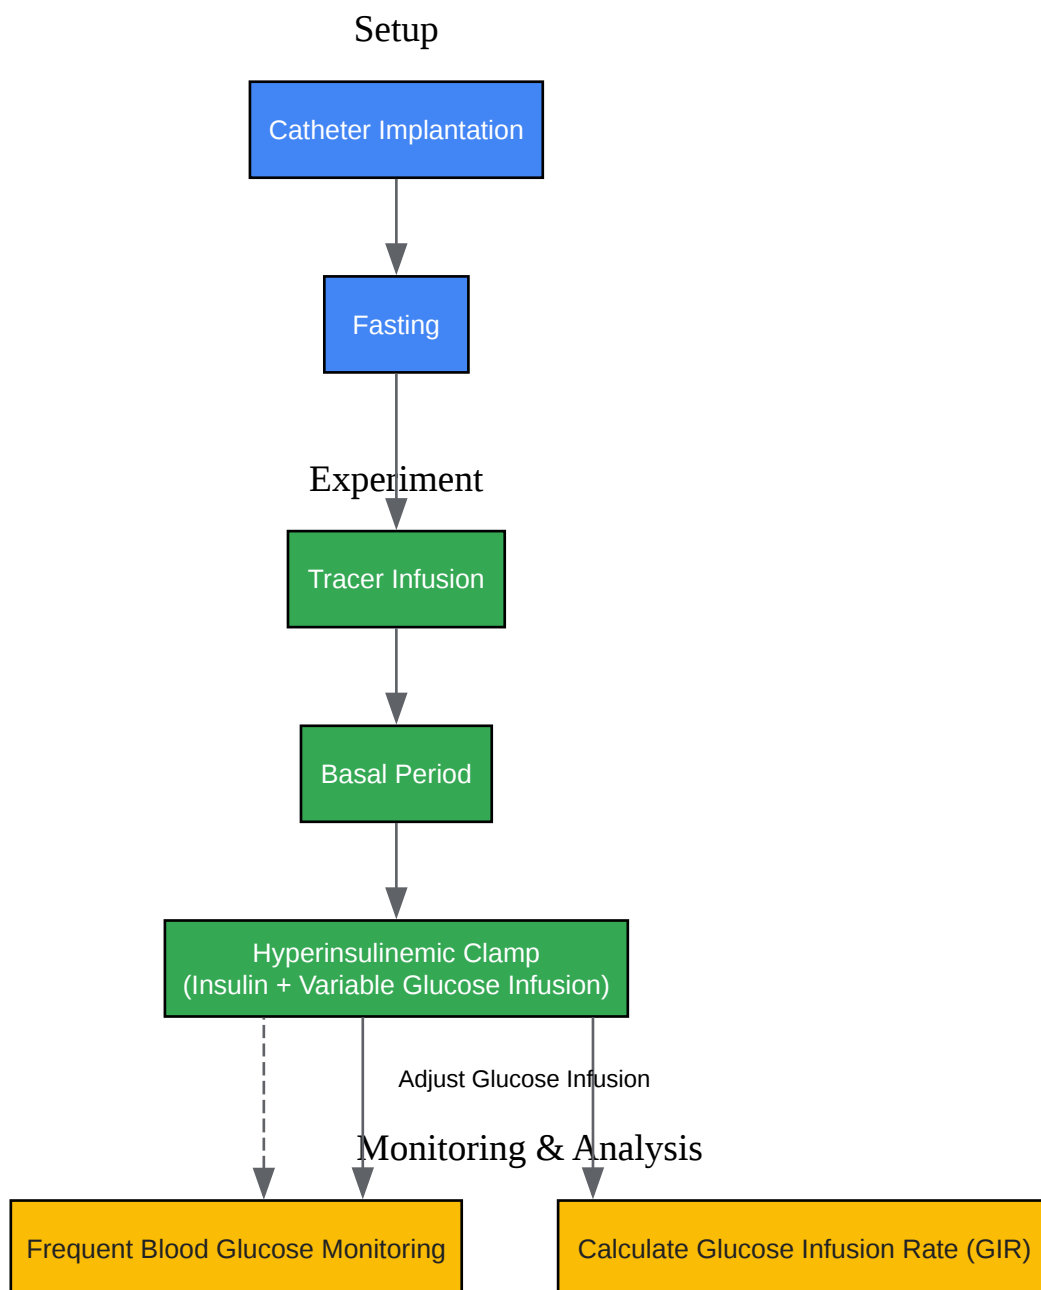 Setup
Catheter Implantation
Fasting
Experiment
Tracer Infusion
Basal Period
Hyperinsulinemic Clamp
(Insulin + Variable Glucose Infusion)
Adjust Glucose Infusion
Monitoring & Analysis
Frequent Blood Glucose Monitoring
Calculate Glucose Infusion Rate (GIR)